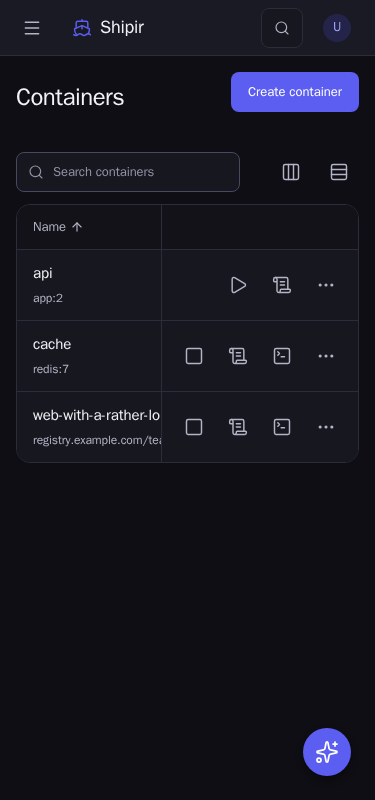 Shipir
U
Containers
Create container
Search containers
Name
api
app:2
cache
redis:7
web-with-a-rather-lo
registry.example.com/tea